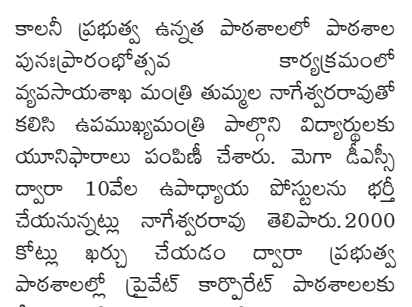 కాలనీ ప్రభుత్వ ఉన్నత పాఠశాలలో పాఠశాల
పునఃప్రారంభోత్సవ కార్యక్రమంలో
వ్యవసాయశాఖ మంత్రి తుమ్మల నాగేశ్వరరావుతో
కలిసి ఉపముఖ్యమంత్రి పాల్గొని విద్యార్థులకు
యూనిఫారాలు పంపిణీ చేశారు. మెగా డీఎస్సీ
ద్వారా 10వేల ఉపాధ్యాయ పోస్టులను భర్తీ
చేయనున్నట్లు నాగేశ్వరరావు తెలిపారు.2000
కోట్లు ఖర్చు చేయడం ద్వారా ప్రభుత్వ
పాఠశాలల్లో ప్రైవేట్ కార్పొరేట్ పాఠశాలలకు